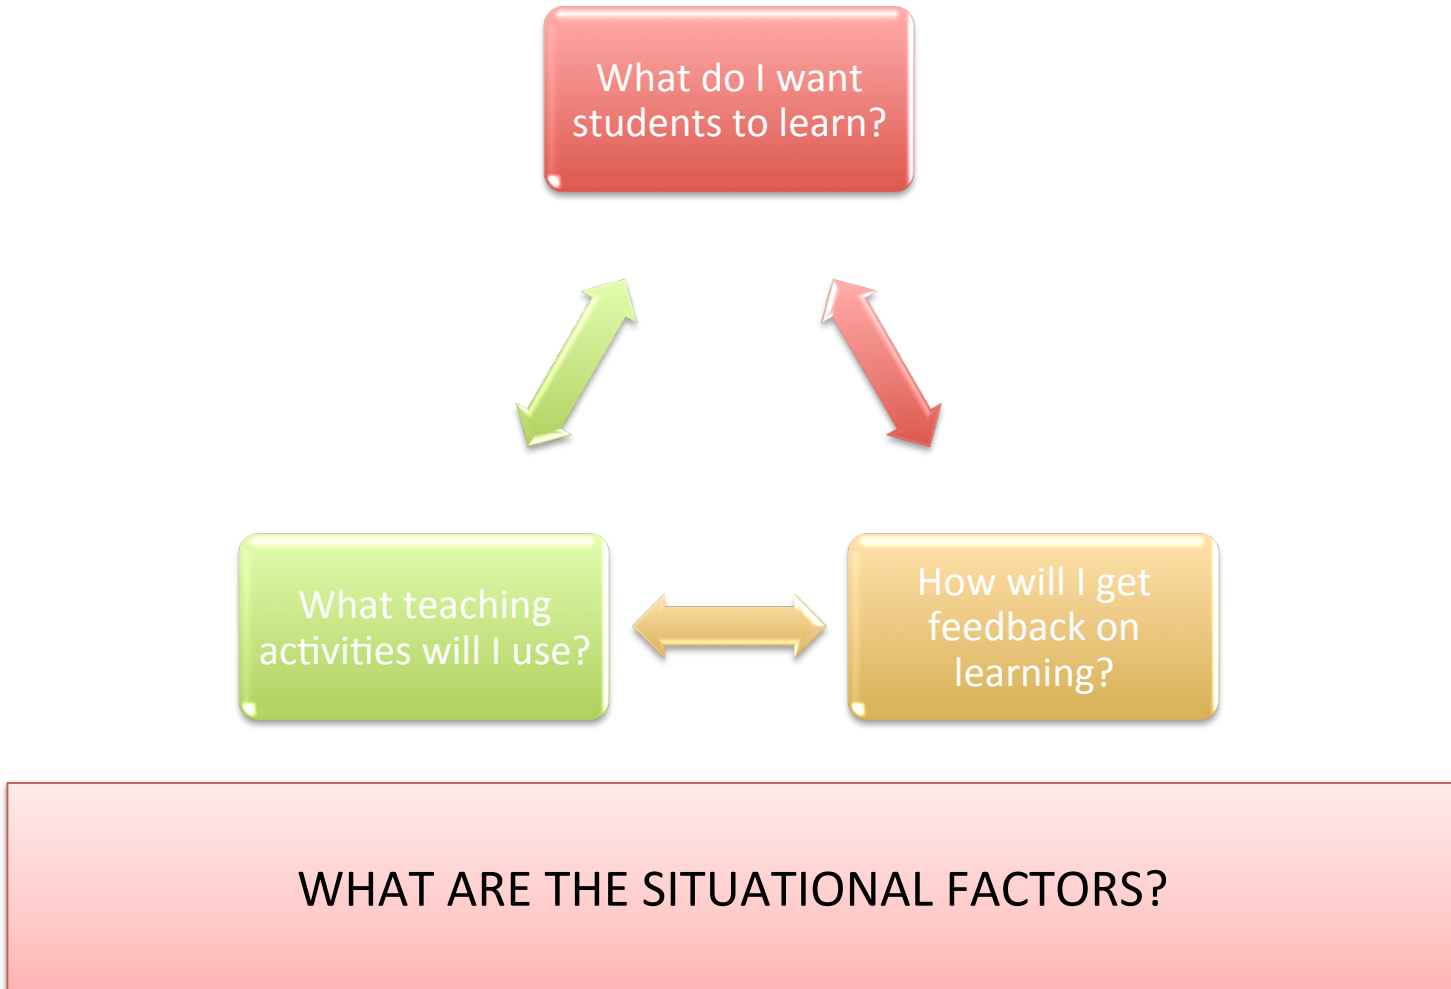 What do I want
students to learn?
What teaching
activities will I use?
How will I get
feedback on
learning?
WHAT ARE THE SITUATIONAL FACTORS?